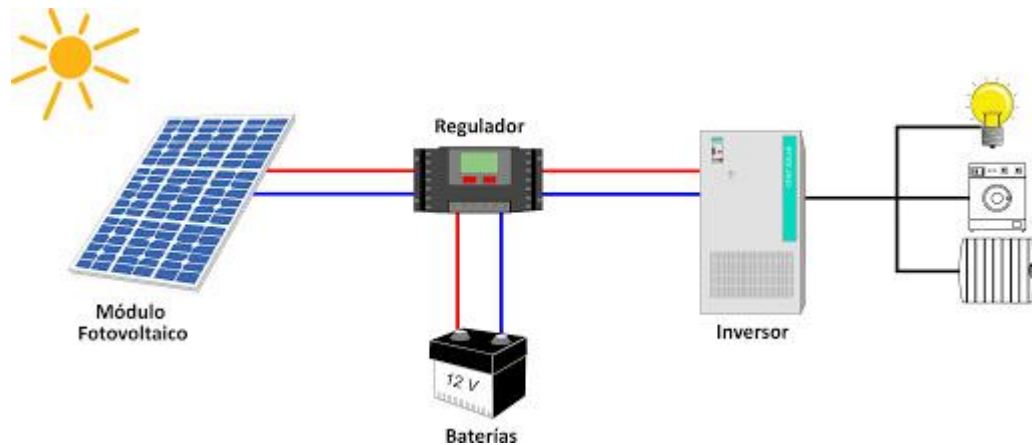 Regulador
Módulo
Fotovoltaico
Inversor
12 V
Baterías